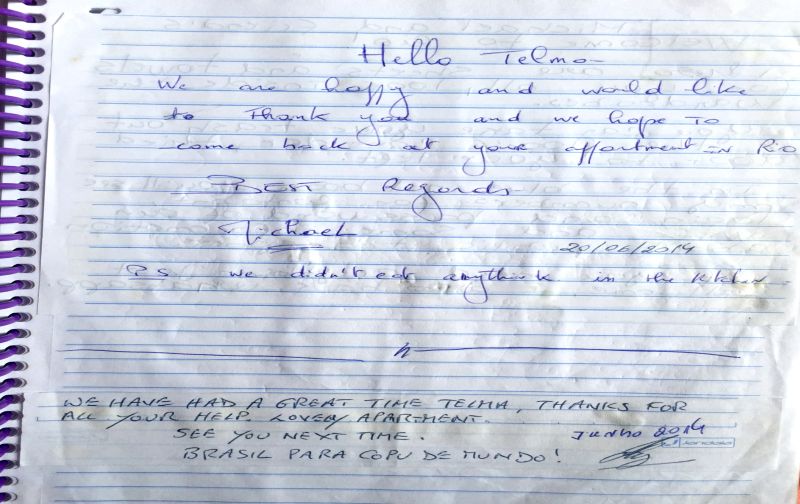 Hello Telma
We are happy and would like
to thank you and we hope to
come back at your appartment in Rio
Best Regards
Michael
20/06/2014
P.S. we didn't eat anythink in the kitchen
WE HAVE HAD A GREAT TIME TELMA, THANKS FOR
ALL YOUR HELP. LOVELY APARTMENT.
SEE YOU NEXT TIME.
JUNHO 2014
BRASIL PARA COPU DE MUNDO!
jandaia